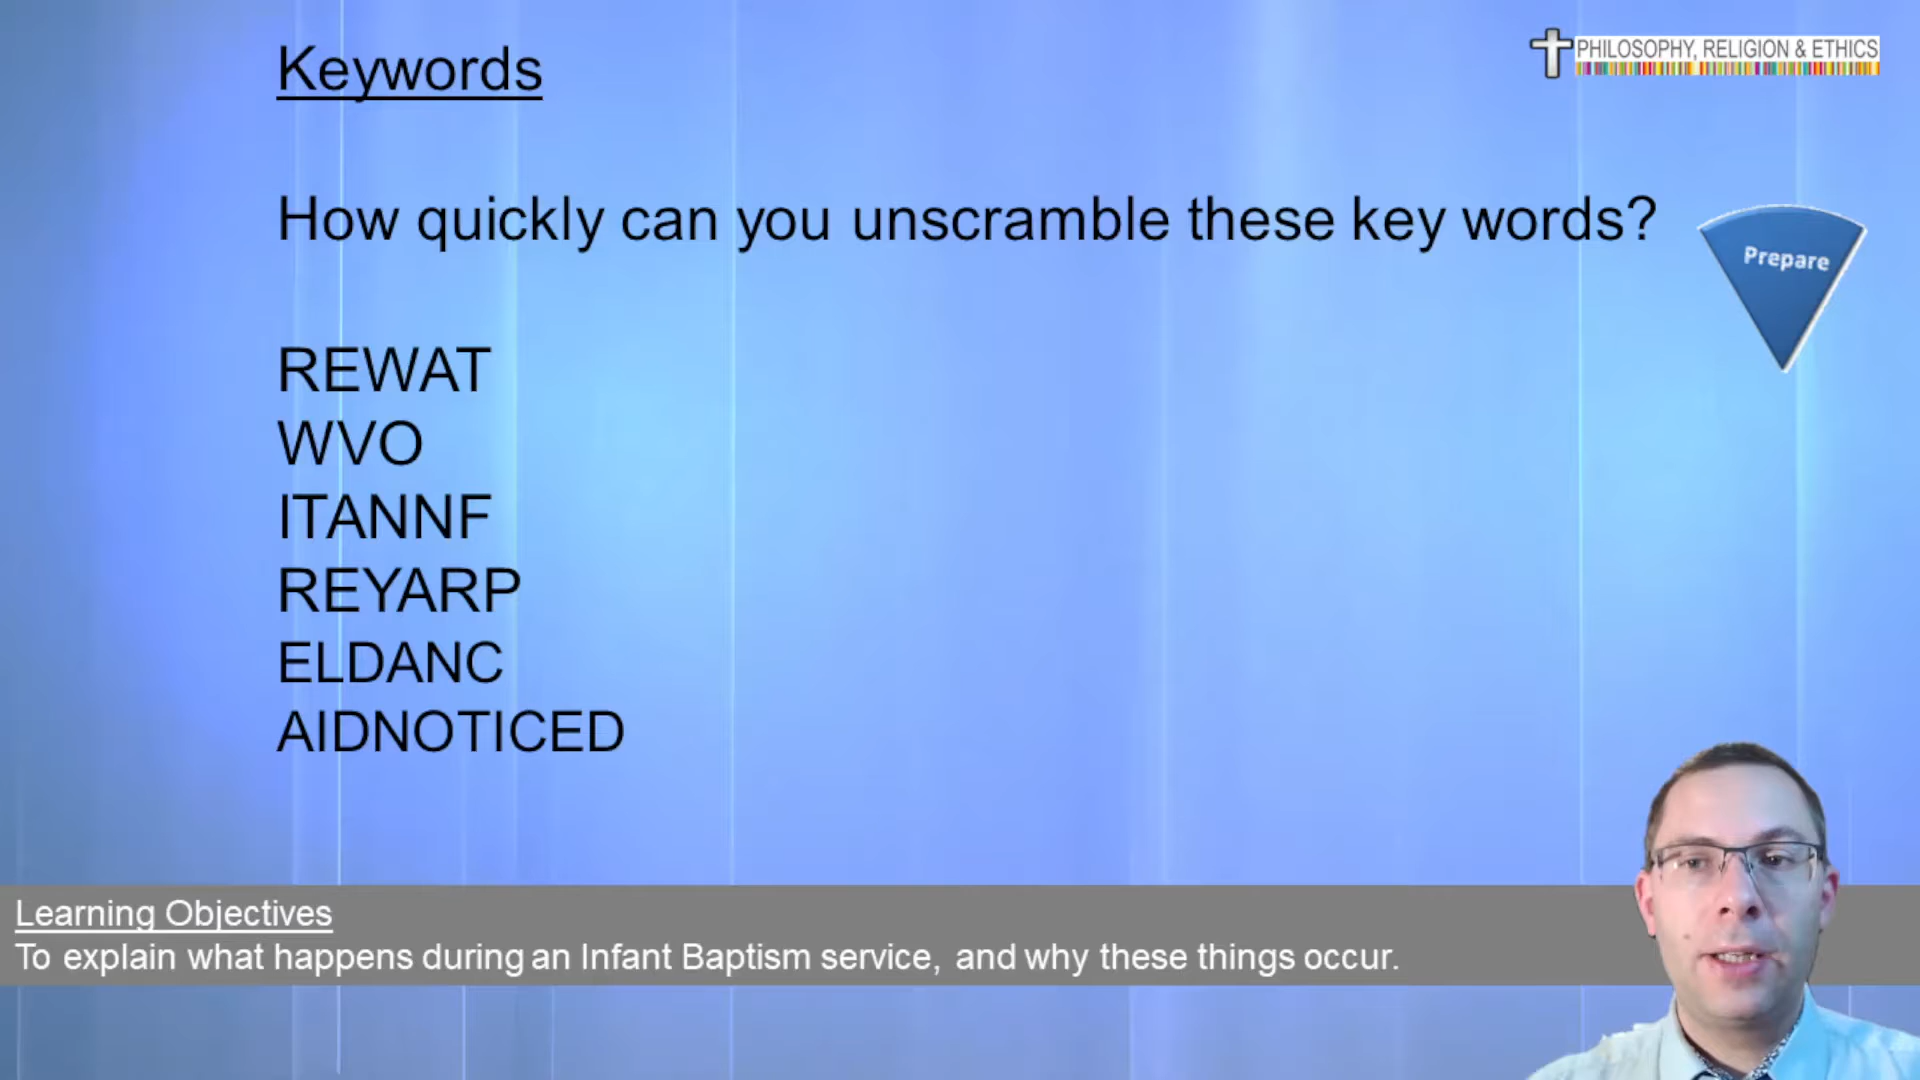 Keywords
PHILOSOPHY, RELIGION & ETHICS
How quickly can you unscramble these key words?
Prepare
REWAT
WVO
ITANNF
REYARP
ELDANC
AIDNOTICED
Learning Objectives
To explain what happens during an Infant Baptism service, and why these things occur.